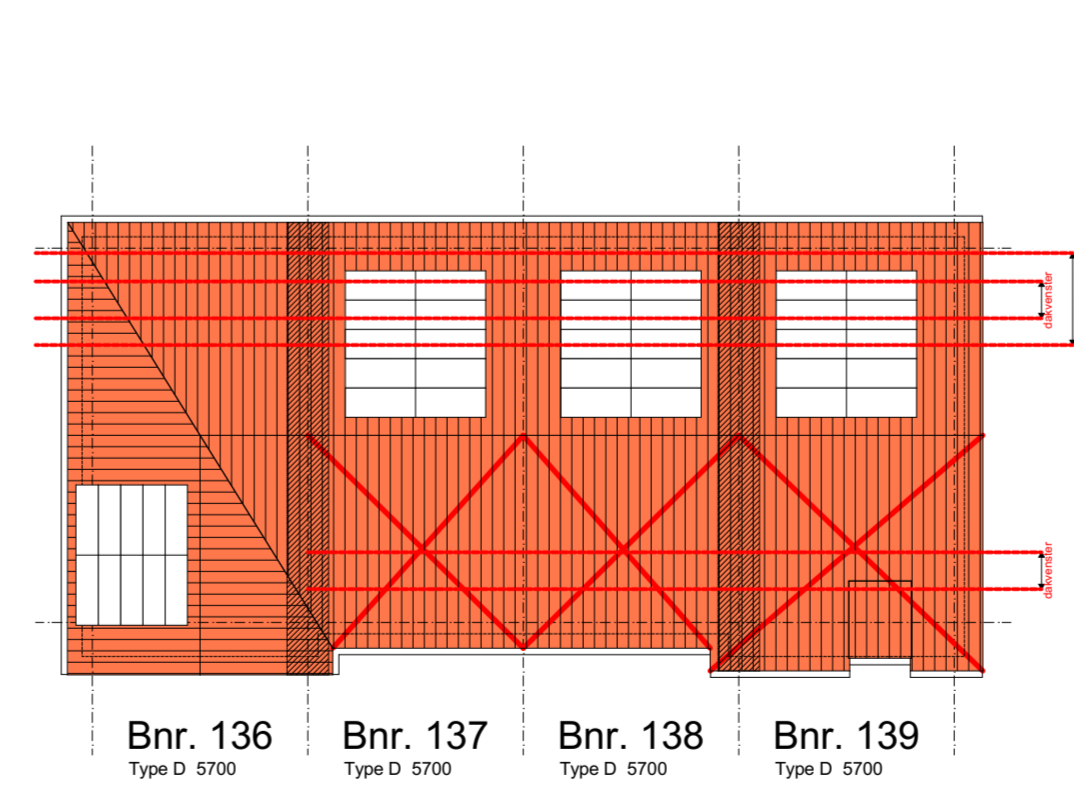 dakvenster
dakvenster
Bnr. 136
Type D 5700
Bnr. 137
Type D 5700
Bnr. 138
Type D 5700
Bnr. 139
Type D 5700